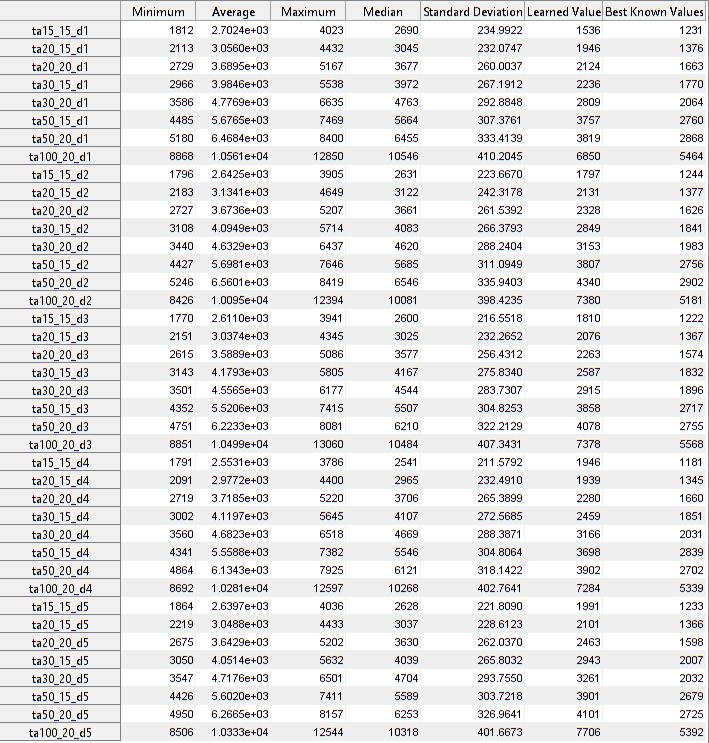 Minimum Average Maximum Median Standard Deviation Learned Value Best Known Values
ta15_15_d1 1812 2.7024e+03 4023 2690 234.9922 1536 1231
ta20_15_d1 2113 3.0560e+03 4432 3045 232.0747 1946 1376
ta20_20_d1 2729 3.6895e+03 5167 3677 260.0037 2124 1663
ta30_15_d1 2966 3.9846e+03 5538 3972 267.1912 2236 1770
ta30_20_d1 3586 4.7769e+03 6635 4763 292.8848 2809 2064
ta50_15_d1 4485 5.6765e+03 7469 5664 307.3761 3757 2760
ta50_20_d1 5180 6.4684e+03 8400 6455 333.4139 3819 2868
ta100_20_d1 8868 1.0561e+04 12850 10546 410.2045 6850 5464
ta15_15_d2 1796 2.6425e+03 3905 2631 223.6670 1797 1244
ta20_15_d2 2183 3.1341e+03 4649 3122 242.3178 2131 1377
ta20_20_d2 2727 3.6736e+03 5207 3661 261.5392 2328 1626
ta30_15_d2 3108 4.0949e+03 5714 4083 266.3793 2849 1841
ta30_20_d2 3440 4.6329e+03 6437 4620 288.2404 3153 1983
ta50_15_d2 4427 5.6981e+03 7646 5685 311.0949 3807 2756
ta50_20_d2 5246 6.5601e+03 8419 6546 335.9403 4340 2902
ta100_20_d2 8426 1.0095e+04 12394 10081 398.4235 7380 5181
ta15_15_d3 1770 2.6110e+03 3941 2600 216.5518 1810 1222
ta20_15_d3 2151 3.0374e+03 4345 3025 232.2652 2076 1367
ta20_20_d3 2615 3.5889e+03 5086 3577 256.4312 2263 1574
ta30_15_d3 3143 4.1793e+03 5805 4167 275.8340 2587 1832
ta30_20_d3 3501 4.5565e+03 6177 4544 283.7307 2915 1896
ta50_15_d3 4352 5.5206e+03 7415 5507 304.8253 3858 2717
ta50_20_d3 4751 6.2233e+03 8081 6210 322.2129 4078 2755
ta100_20_d3 8851 1.0499e+04 13060 10484 407.3431 7378 5568
ta15_15_d4 1791 2.5531e+03 3786 2541 211.5792 1946 1181
ta20_15_d4 2091 2.9772e+03 4400 2965 232.4910 1939 1345
ta20_20_d4 2719 3.7185e+03 5220 3706 265.3899 2280 1660
ta30_15_d4 3002 4.1197e+03 5645 4107 272.5685 2459 1851
ta30_20_d4 3560 4.6823e+03 6518 4669 288.3871 3166 2031
ta50_15_d4 4341 5.5588e+03 7382 5546 304.8064 3698 2839
ta50_20_d4 4864 6.1343e+03 7925 6121 318.1422 3902 2702
ta100_20_d4 8692 1.0281e+04 12597 10268 402.7641 7284 5339
ta15_15_d5 1864 2.6397e+03 4036 2628 221.8090 1991 1233
ta20_15_d5 2219 3.0488e+03 4433 3037 228.6123 2101 1366
ta20_20_d5 2675 3.6429e+03 5202 3630 262.0370 2463 1598
ta30_15_d5 3050 4.0514e+03 5632 4039 265.8032 2943 2007
ta30_20_d5 3547 4.7176e+03 6501 4704 293.7550 3261 2032
ta50_15_d5 4426 5.6020e+03 7411 5589 303.7218 3901 2679
ta50_20_d5 4950 6.2665e+03 8157 6253 326.9641 4101 2725
ta100_20_d5 8506 1.0333e+04 12544 10318 401.6673 7706 5392